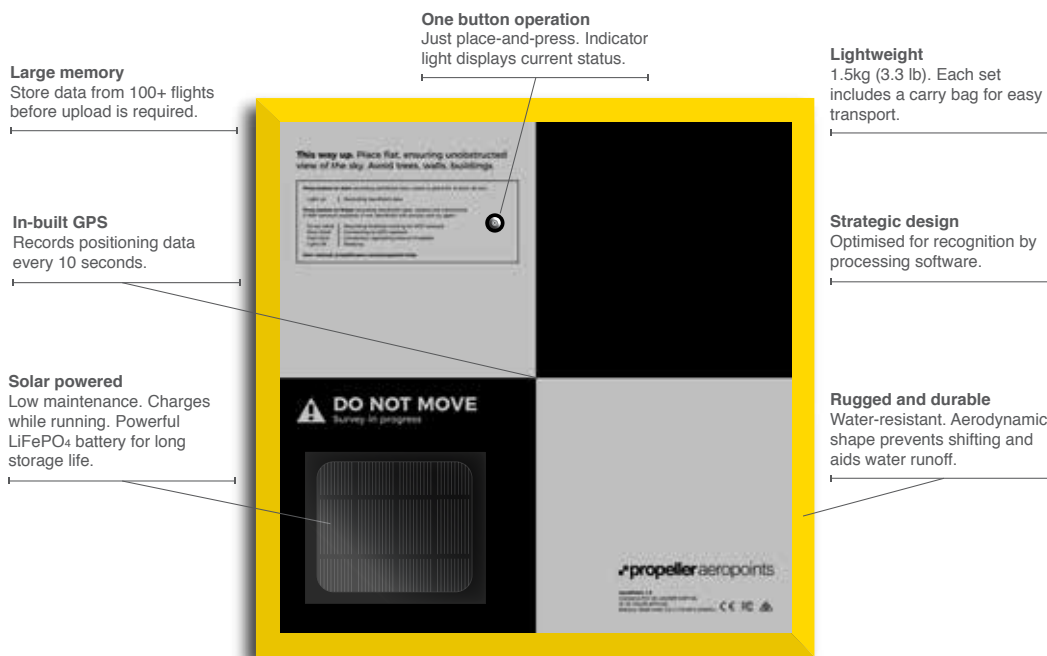 One button operation
Just place-and-press. Indicator
light displays current status.
Large memory
Store data from 100+ flights
before upload is required.
Lightweight
1.5kg (3.3 lb). Each set
includes a carry bag for easy
transport.
This way up. Place flat, ensuring unobstructed
view of the sky. Avoid trees, walls, buildings.
In-built GPS
Records positioning data
every 10 seconds.
Strategic design
Optimised for recognition by
processing software.
Solar powered
Low maintenance. Charges
while running. Powerful
LiFePO4 battery for long
storage life.
DO NOT MOVE
Survey in progress
Rugged and durable
Water-resistant. Aerodynamic
shape prevents shifting and
aids water runoff.
propelleraeropoints
CE FC